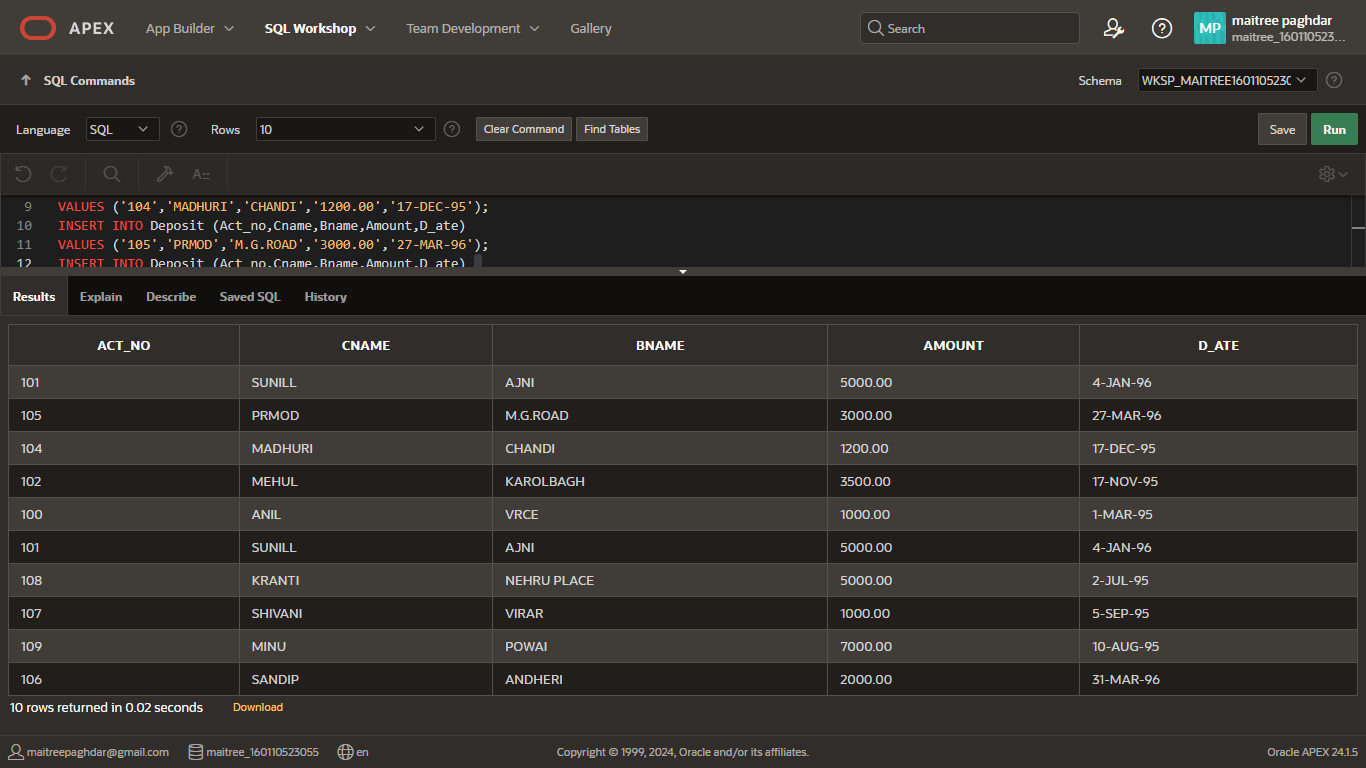 APEX App Builder SQL Workshop Team Development Gallery Search MP maitree paghdar
maitree_160110523...
SQL Commands Schema WKSP_MAITREE160110523(
Language SQL Rows 10 Clear Command Find Tables Save Run
A::
9 VALUES ('104','MADHURI','CHANDI','1200.00','17-DEC-95');
10 INSERT INTO Deposit (Act_no,Cname,Bname,Amount,D_ate)
11 VALUES ('105','PRMOD','M.G.ROAD','3000.00','27-MAR-96');
12 INSERT INTO Deposit (Act_no,Cname,Bname,Amount,D_ate)
Results Explain Describe Saved SQL History
ACT_NO CNAME BNAME AMOUNT D_ATE
101 SUNILL AJNI 5000.00 4-JAN-96
105 PRMOD M.G.ROAD 3000.00 27-MAR-96
104 MADHURI CHANDI 1200.00 17-DEC-95
102 MEHUL KAROLBAGH 3500.00 17-NOV-95
100 ANIL VRCE 1000.00 1-MAR-95
101 SUNILL AJNI 5000.00 4-JAN-96
108 KRANTI NEHRU PLACE 5000.00 2-JUL-95
107 SHIVANI VIRAR 1000.00 5-SEP-95
109 MINU POWAI 7000.00 10-AUG-95
106 SANDIP ANDHERI 2000.00 31-MAR-96
10 rows returned in 0.02 seconds Download
maitreepaghdar@gmail.com maitree_160110523055 en Copyright © 1999, 2024, Oracle and/or its affiliates. Oracle APEX 24.1.5